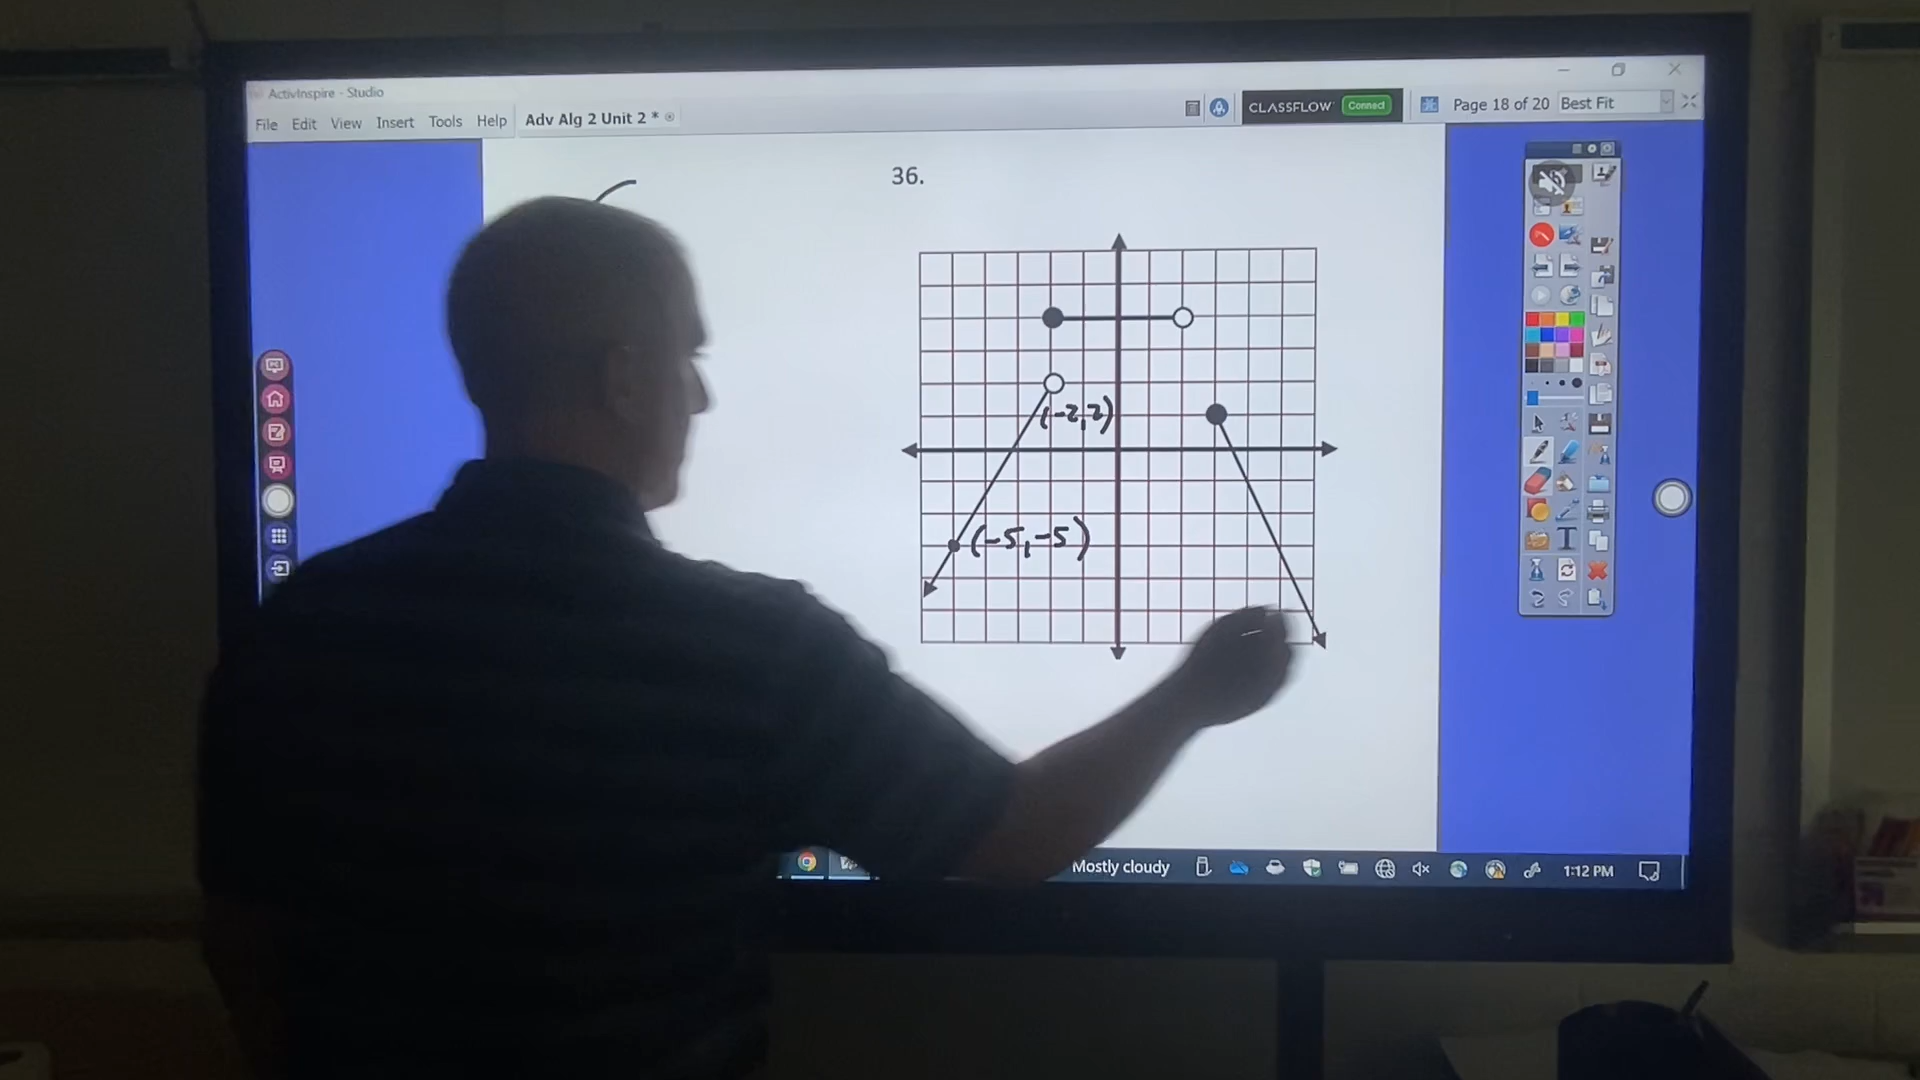 ActivInspire - Studio
File Edit View Insert Tools Help Adv Alg 2 Unit 2 * CLASSFLOW Connect Page 18 of 20 Best Fit
36.
(-2,2)
(-5,-5)
T
Mostly cloudy 1:12 PM